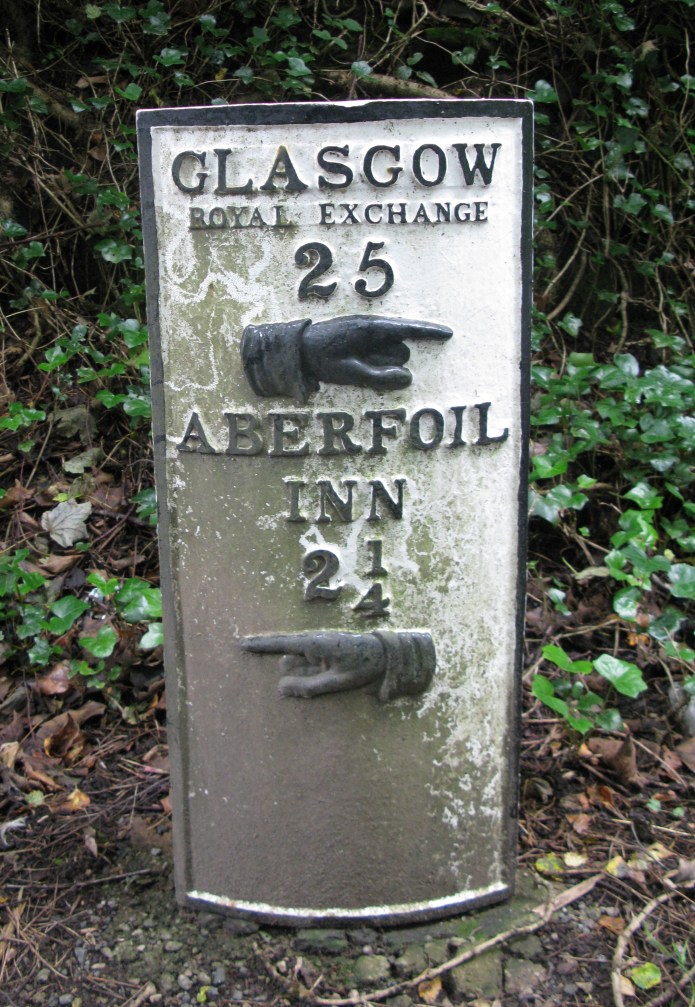 GLASGOW
ROYAL EXCHANGE
25
ABERFOIL
INN
2 1/4